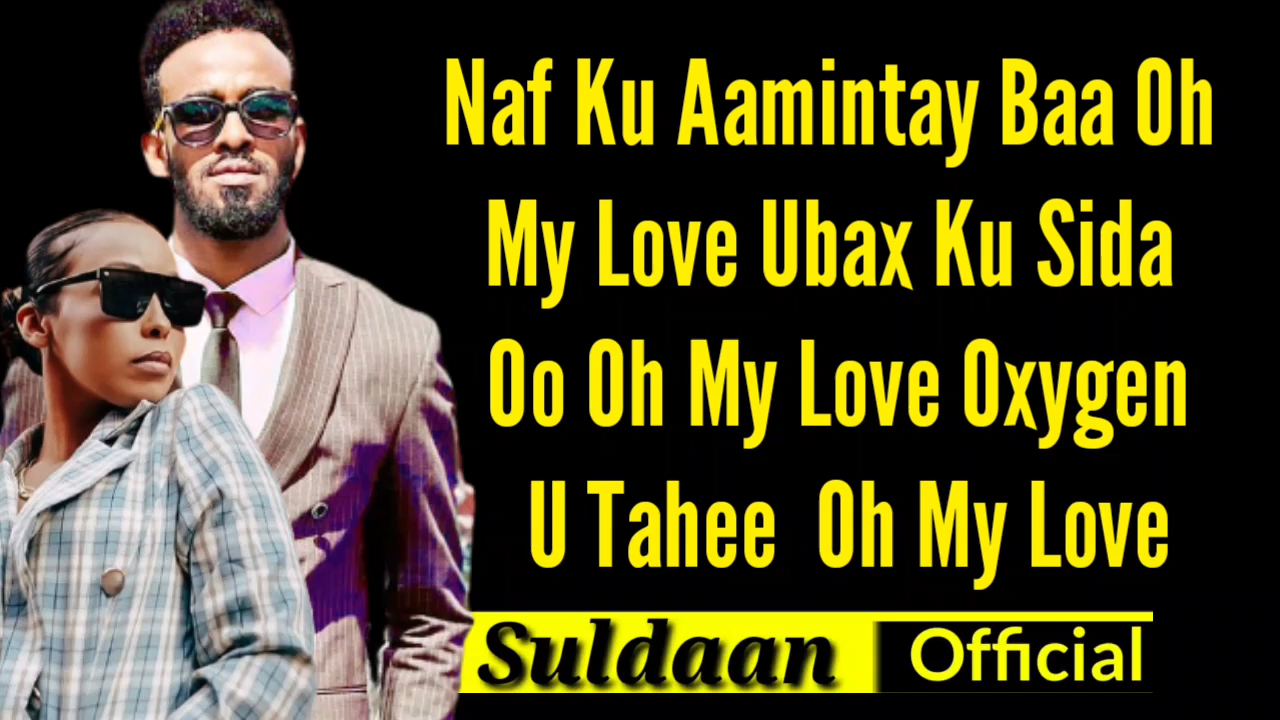 Naf Ku Aamintay Baa Oh
My Love Ubax Ku Sida
Oo Oh My Love Oxygen
U Tahee Oh My Love
Suldaan Official